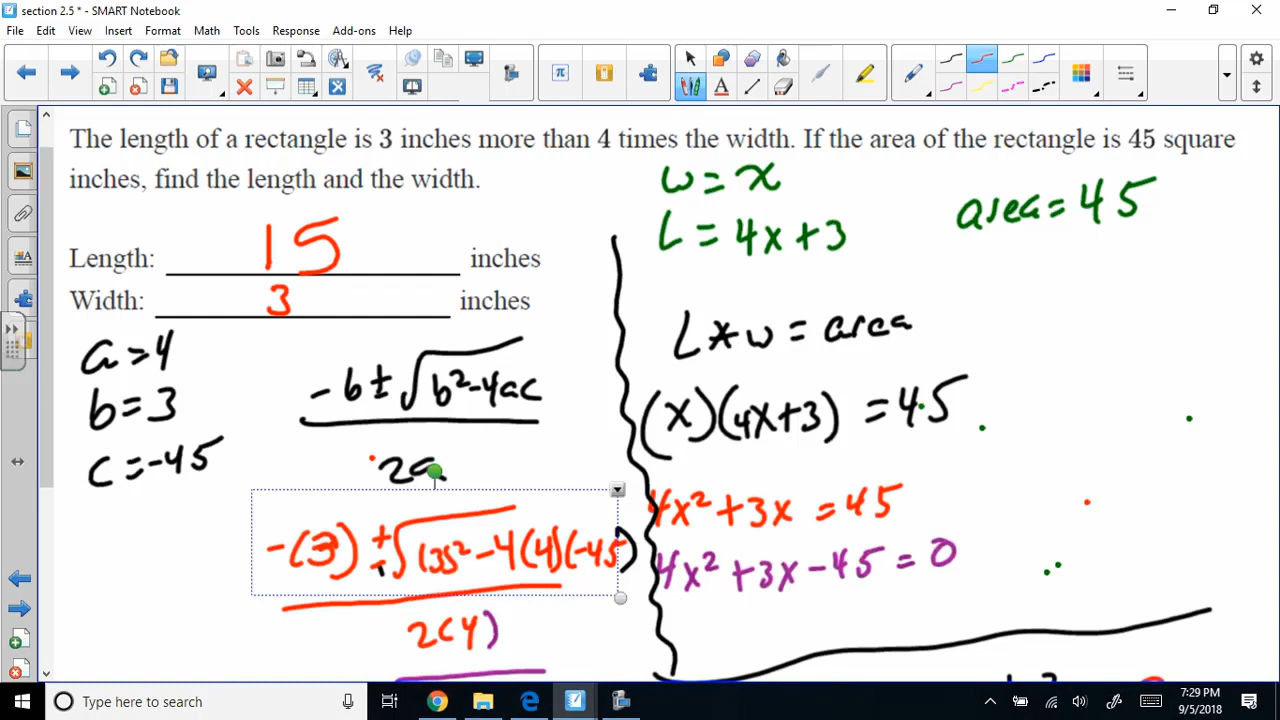 section 2.5 * - SMART Notebook
File Edit View Insert Format Math Tools Response Add-ons Help
The length of a rectangle is 3 inches more than 4 times the width. If the area of the rectangle is 45 square
inches, find the length and the width.
w = x
L = 4x+3
area = 45
Length: 15 inches
Width: 3 inches
a = 4
b = 3
c = -45
-b ± √b²-4ac
2a
-(3) ± √(3)²-4(4)(-45)
2(4)
L * w = area
(x)(4x+3) = 45
4x² + 3x = 45
4x² + 3x - 45 = 0
Type here to search
7:29 PM
9/5/2018